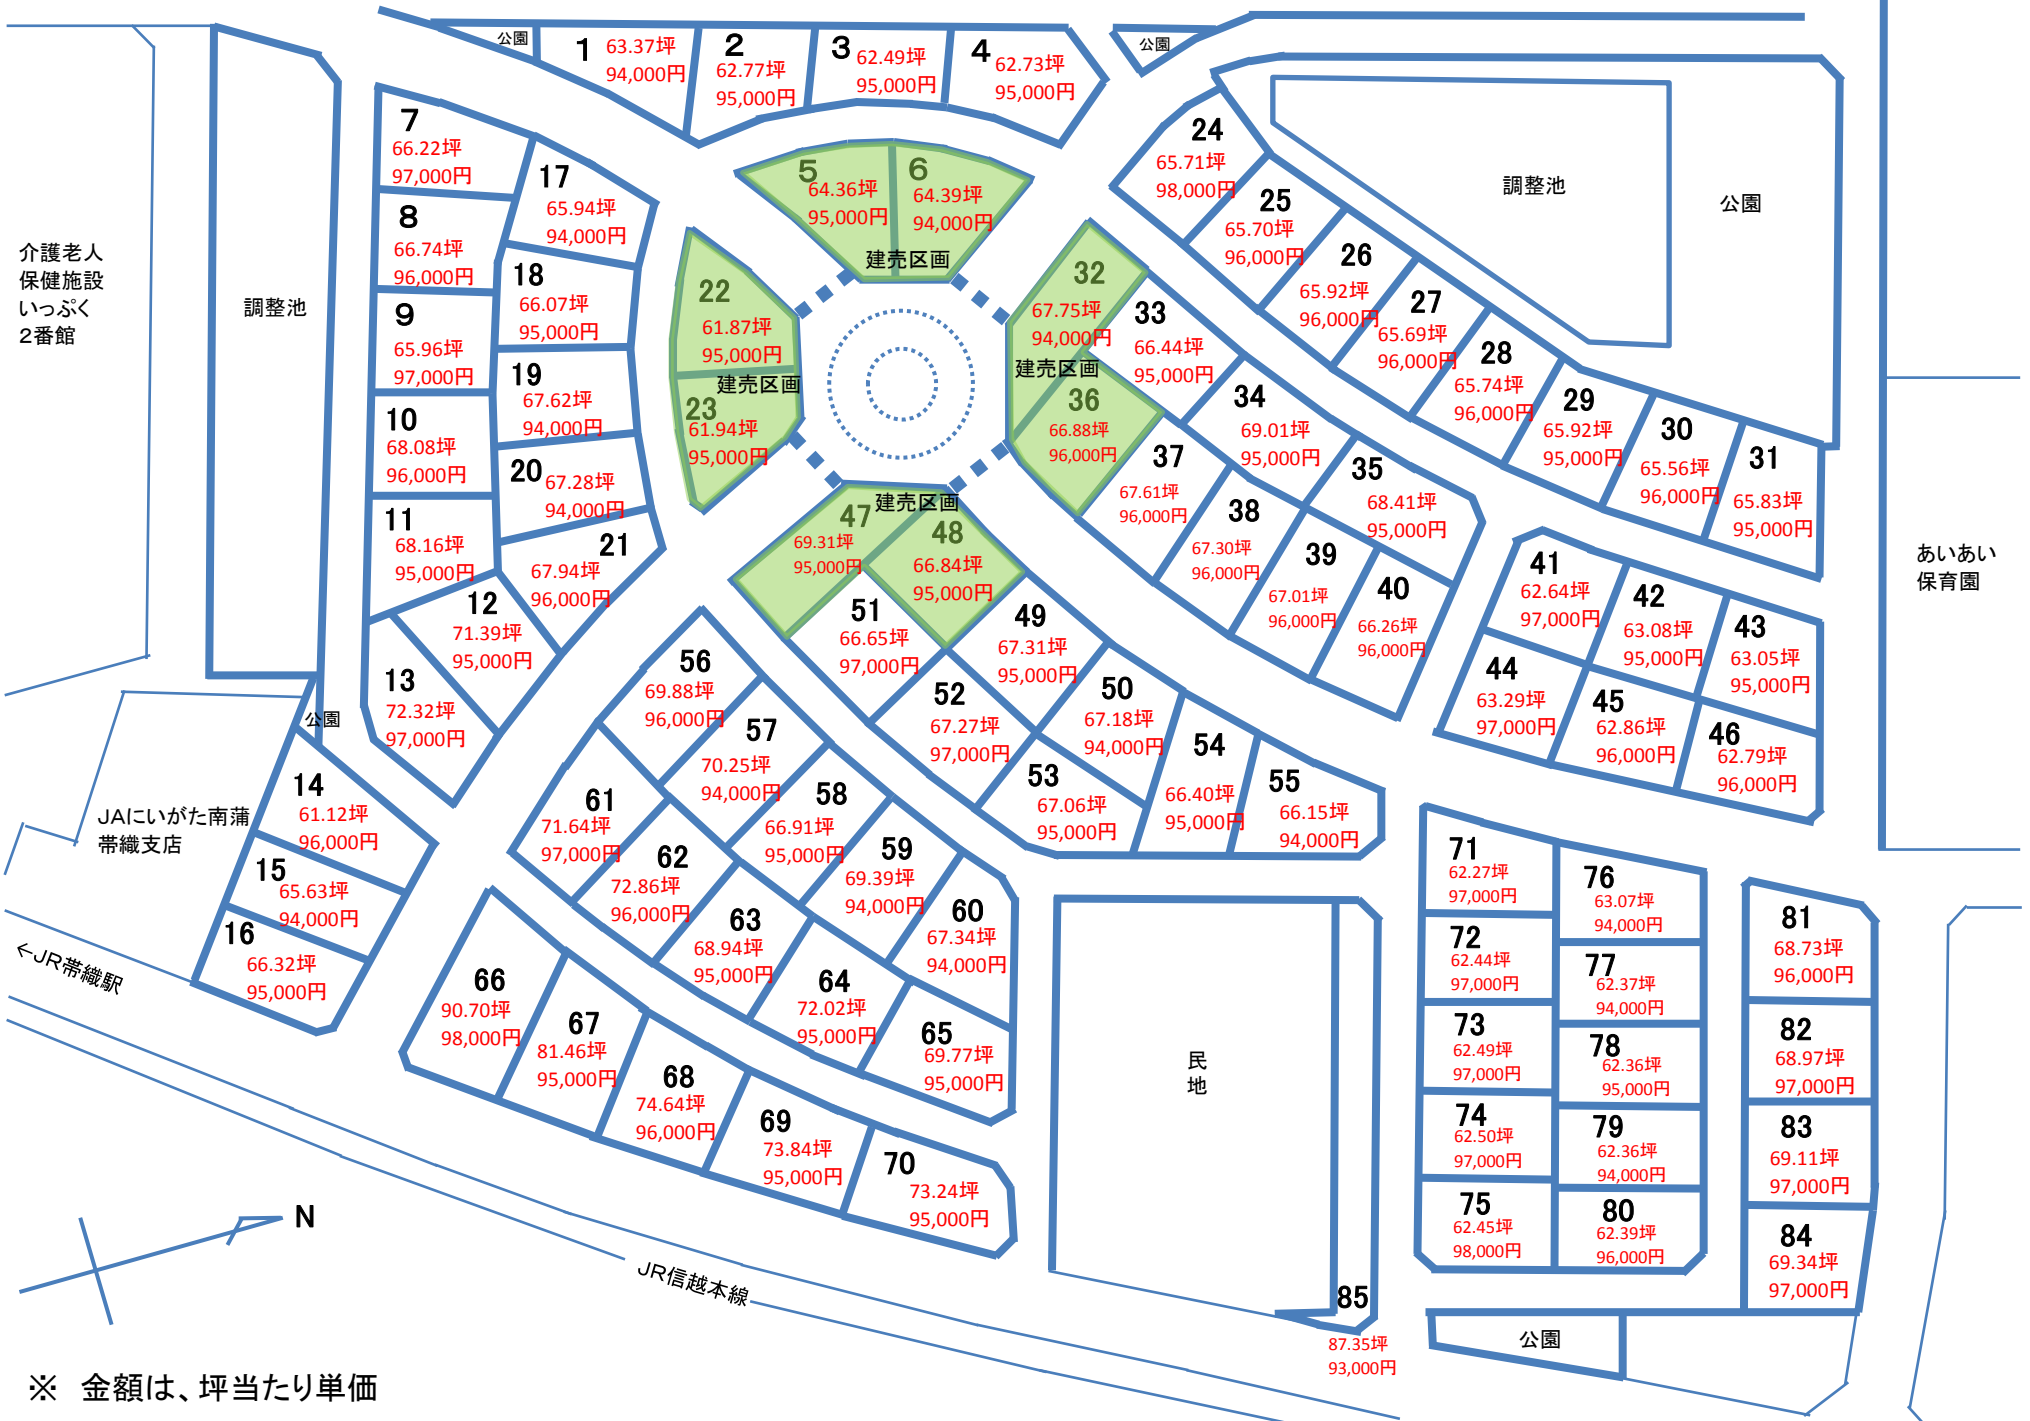 公園
1
63.37坪
94,000円
2
62.77坪
95,000円
3
62.49坪
95,000円
4
62.73坪
95,000円
公園
5
64.36坪
95,000円
6
64.39坪
94,000円
建売区画
7
66.22坪
97,000円
8
66.74坪
96,000円
9
65.96坪
97,000円
10
68.08坪
96,000円
11
68.16坪
95,000円
12
71.39坪
95,000円
13
72.32坪
97,000円
公園
14
61.12坪
96,000円
15
65.63坪
94,000円
16
66.32坪
95,000円
17
65.94坪
94,000円
18
66.07坪
95,000円
19
67.62坪
94,000円
20
67.28坪
94,000円
21
67.94坪
96,000円
22
61.87坪
95,000円
建売区画
23
61.94坪
95,000円
24
65.71坪
98,000円
25
65.70坪
96,000円
26
65.92坪
96,000円
27
65.69坪
96,000円
28
65.74坪
96,000円
29
65.92坪
95,000円
30
65.56坪
96,000円
31
65.83坪
95,000円
調整池
公園
32
67.75坪
94,000円
建売区画
33
66.44坪
95,000円
34
69.01坪
95,000円
35
68.41坪
95,000円
36
66.88坪
96,000円
37
67.61坪
96,000円
38
67.30坪
96,000円
39
67.01坪
96,000円
40
66.26坪
96,000円
41
62.64坪
97,000円
42
63.08坪
95,000円
43
63.05坪
95,000円
44
63.29坪
97,000円
45
62.86坪
96,000円
46
62.79坪
96,000円
建売区画
47
69.31坪
95,000円
48
66.84坪
95,000円
49
67.31坪
95,000円
50
67.18坪
94,000円
51
66.65坪
97,000円
52
67.27坪
97,000円
53
67.06坪
95,000円
54
66.40坪
95,000円
55
66.15坪
94,000円
56
69.88坪
96,000円
57
70.25坪
94,000円
58
66.91坪
95,000円
59
69.39坪
94,000円
60
67.34坪
94,000円
61
71.64坪
97,000円
62
72.86坪
96,000円
63
68.94坪
95,000円
64
72.02坪
95,000円
65
69.77坪
95,000円
66
90.70坪
98,000円
67
81.46坪
95,000円
68
74.64坪
96,000円
69
73.84坪
95,000円
70
73.24坪
95,000円
71
62.27坪
97,000円
72
62.44坪
97,000円
73
62.49坪
97,000円
74
62.50坪
97,000円
75
62.45坪
98,000円
76
63.07坪
94,000円
77
62.37坪
94,000円
78
62.36坪
95,000円
79
62.36坪
94,000円
80
62.39坪
96,000円
81
68.73坪
96,000円
82
68.97坪
97,000円
83
69.11坪
97,000円
84
69.34坪
97,000円
85
87.35坪
93,000円
公園
民
地
介護老人
保健施設
いっぷく
２番館
調整池
あいあい
保育園
JAにいがた南蒲
帯織支店
←JR帯織駅
JR信越本線
N
※　金額は、坪当たり単価